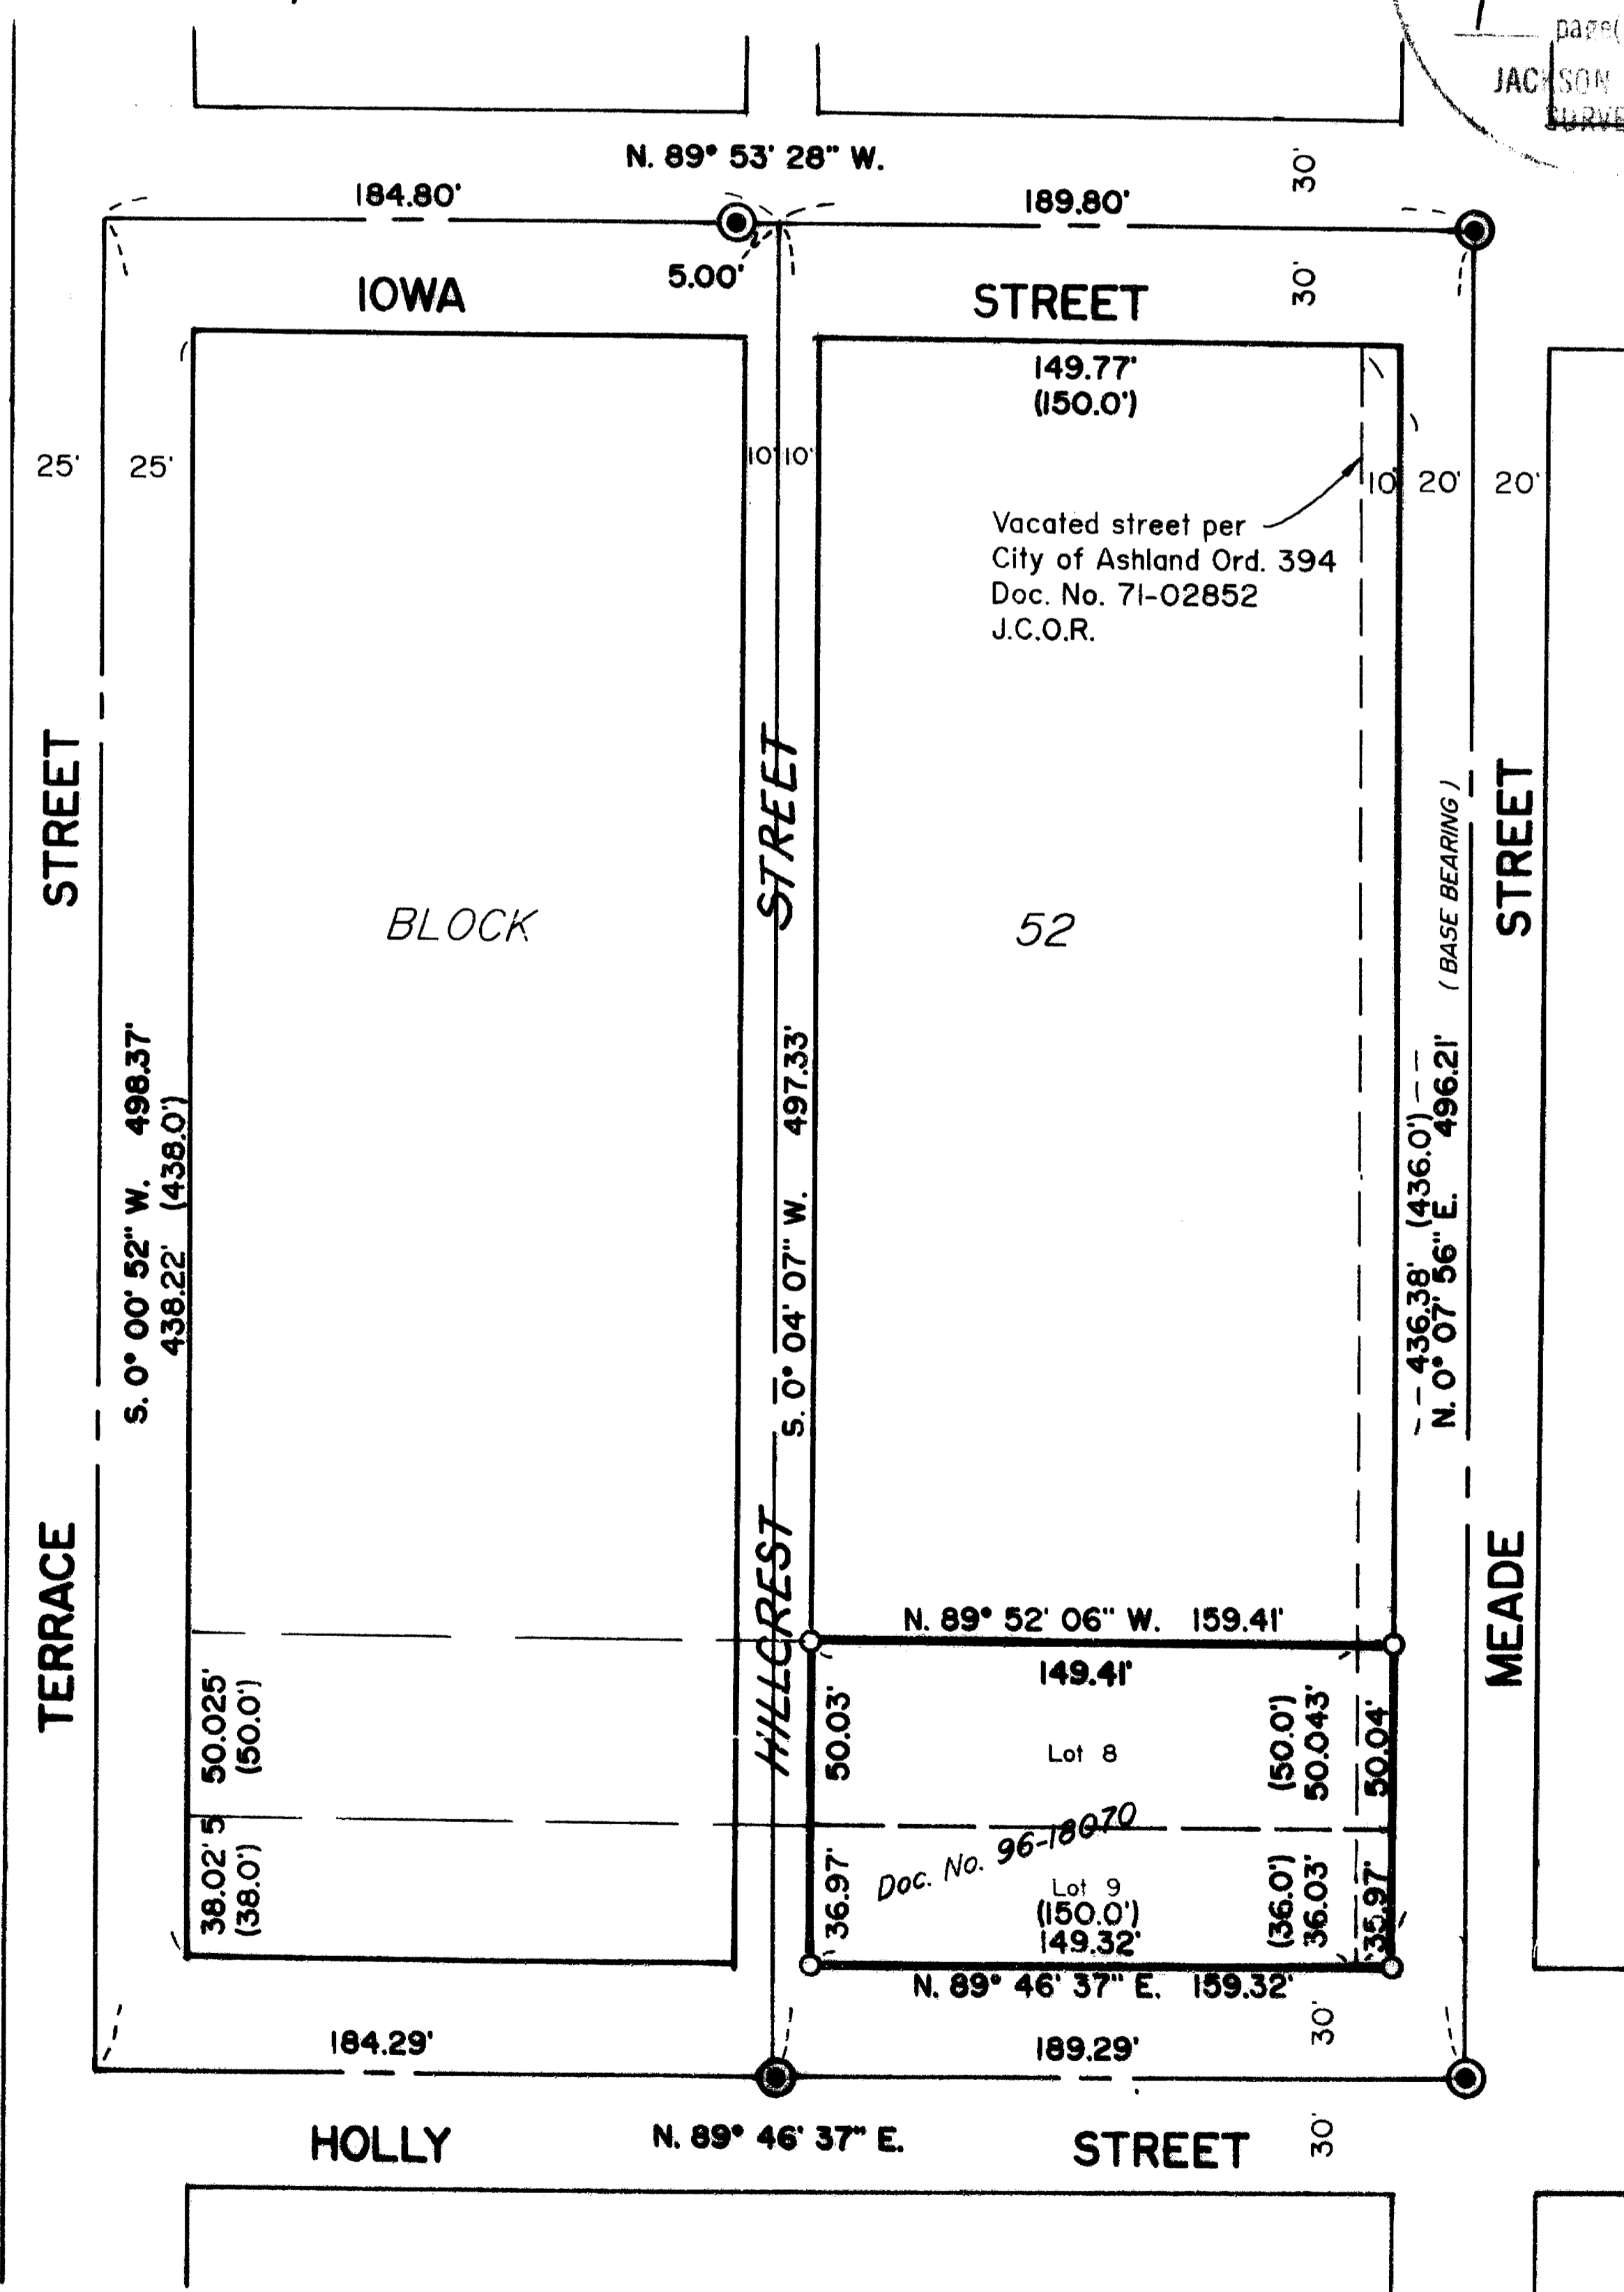 page(
JACKSON
SURVE
N. 89° 53' 28" W.
184.80'
189.80'
30'
5.00'
30'
IOWA
STREET
149.77'
(150.0')
25'
25'
10'
10'
10'
20'
20'
Vacated street per
City of Ashland Ord. 394
Doc. No. 71-02852
J.C.O.R.
STREET
STREET
STREET
(BASE BEARING)
BLOCK
52
S. 0° 00' 52" W. 498.37'
438.22' (438.0')
S. 0° 04' 07" W. 497.33'
436.38' (436.0')
N. 0° 07' 56" E. 496.21'
TERRACE
HILLCREST
MEADE
N. 89° 52' 06" W. 159.41'
149.41'
50.025'
(50.0')
50.03'
Lot 8
(50.0')
50.043'
50.04'
38.02' 5
(38.0')
36.97'
Doc. No. 96-18070
Lot 9
(150.0')
149.32'
(36.0')
36.03'
35.97'
N. 89° 46' 37" E. 159.32'
30'
184.29'
189.29'
HOLLY
N. 89° 46' 37" E.
STREET
30'